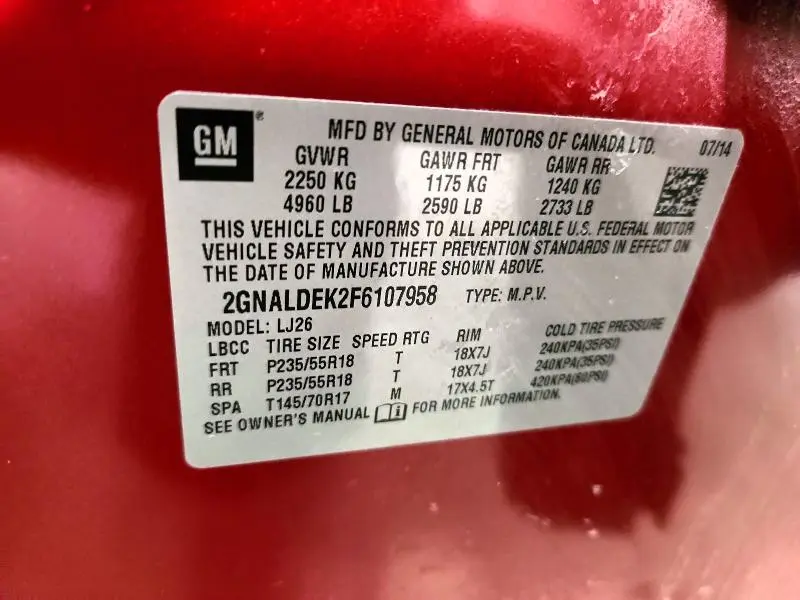 GM ®
MFD BY GENERAL MOTORS OF CANADA LTD. 07/14
GVWR GAWR FRT GAWR RR
2250 KG 1175 KG 1240 KG
4960 LB 2590 LB 2733 LB
THIS VEHICLE CONFORMS TO ALL APPLICABLE U.S. FEDERAL MOTOR
VEHICLE SAFETY AND THEFT PREVENTION STANDARDS IN EFFECT ON
THE DATE OF MANUFACTURE SHOWN ABOVE.
2GNALDEK2F6107958 TYPE: M.P.V.
MODEL: LJ26
LBCC TIRE SIZE SPEED RTG RIM COLD TIRE PRESSURE
FRT P235/55R18 T 18X7J 240KPA(35PSI)
RR P235/55R18 T 18X7J 240KPA(35PSI)
SPA T145/70R17 M 17X4.5T 420KPA(60PSI)
SEE OWNER'S MANUAL FOR MORE INFORMATION.